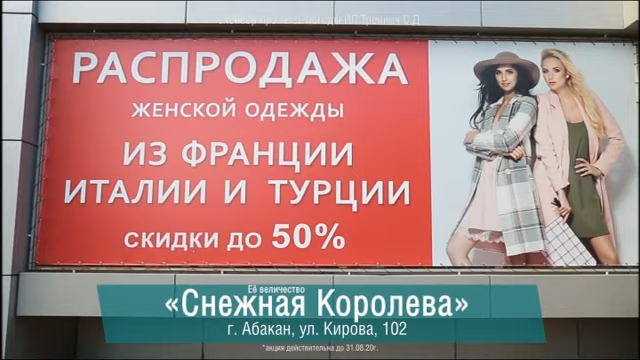 РАСПРОДАЖА
ЖЕНСКОЙ ОДЕЖДЫ
ИЗ ФРАНЦИИ
ИТАЛИИ И ТУРЦИИ
СКИДКИ ДО 50%
Её величество
«Снежная Королева»
г. Абакан, ул. Кирова, 102
*акция действительна до 31.08.20г.